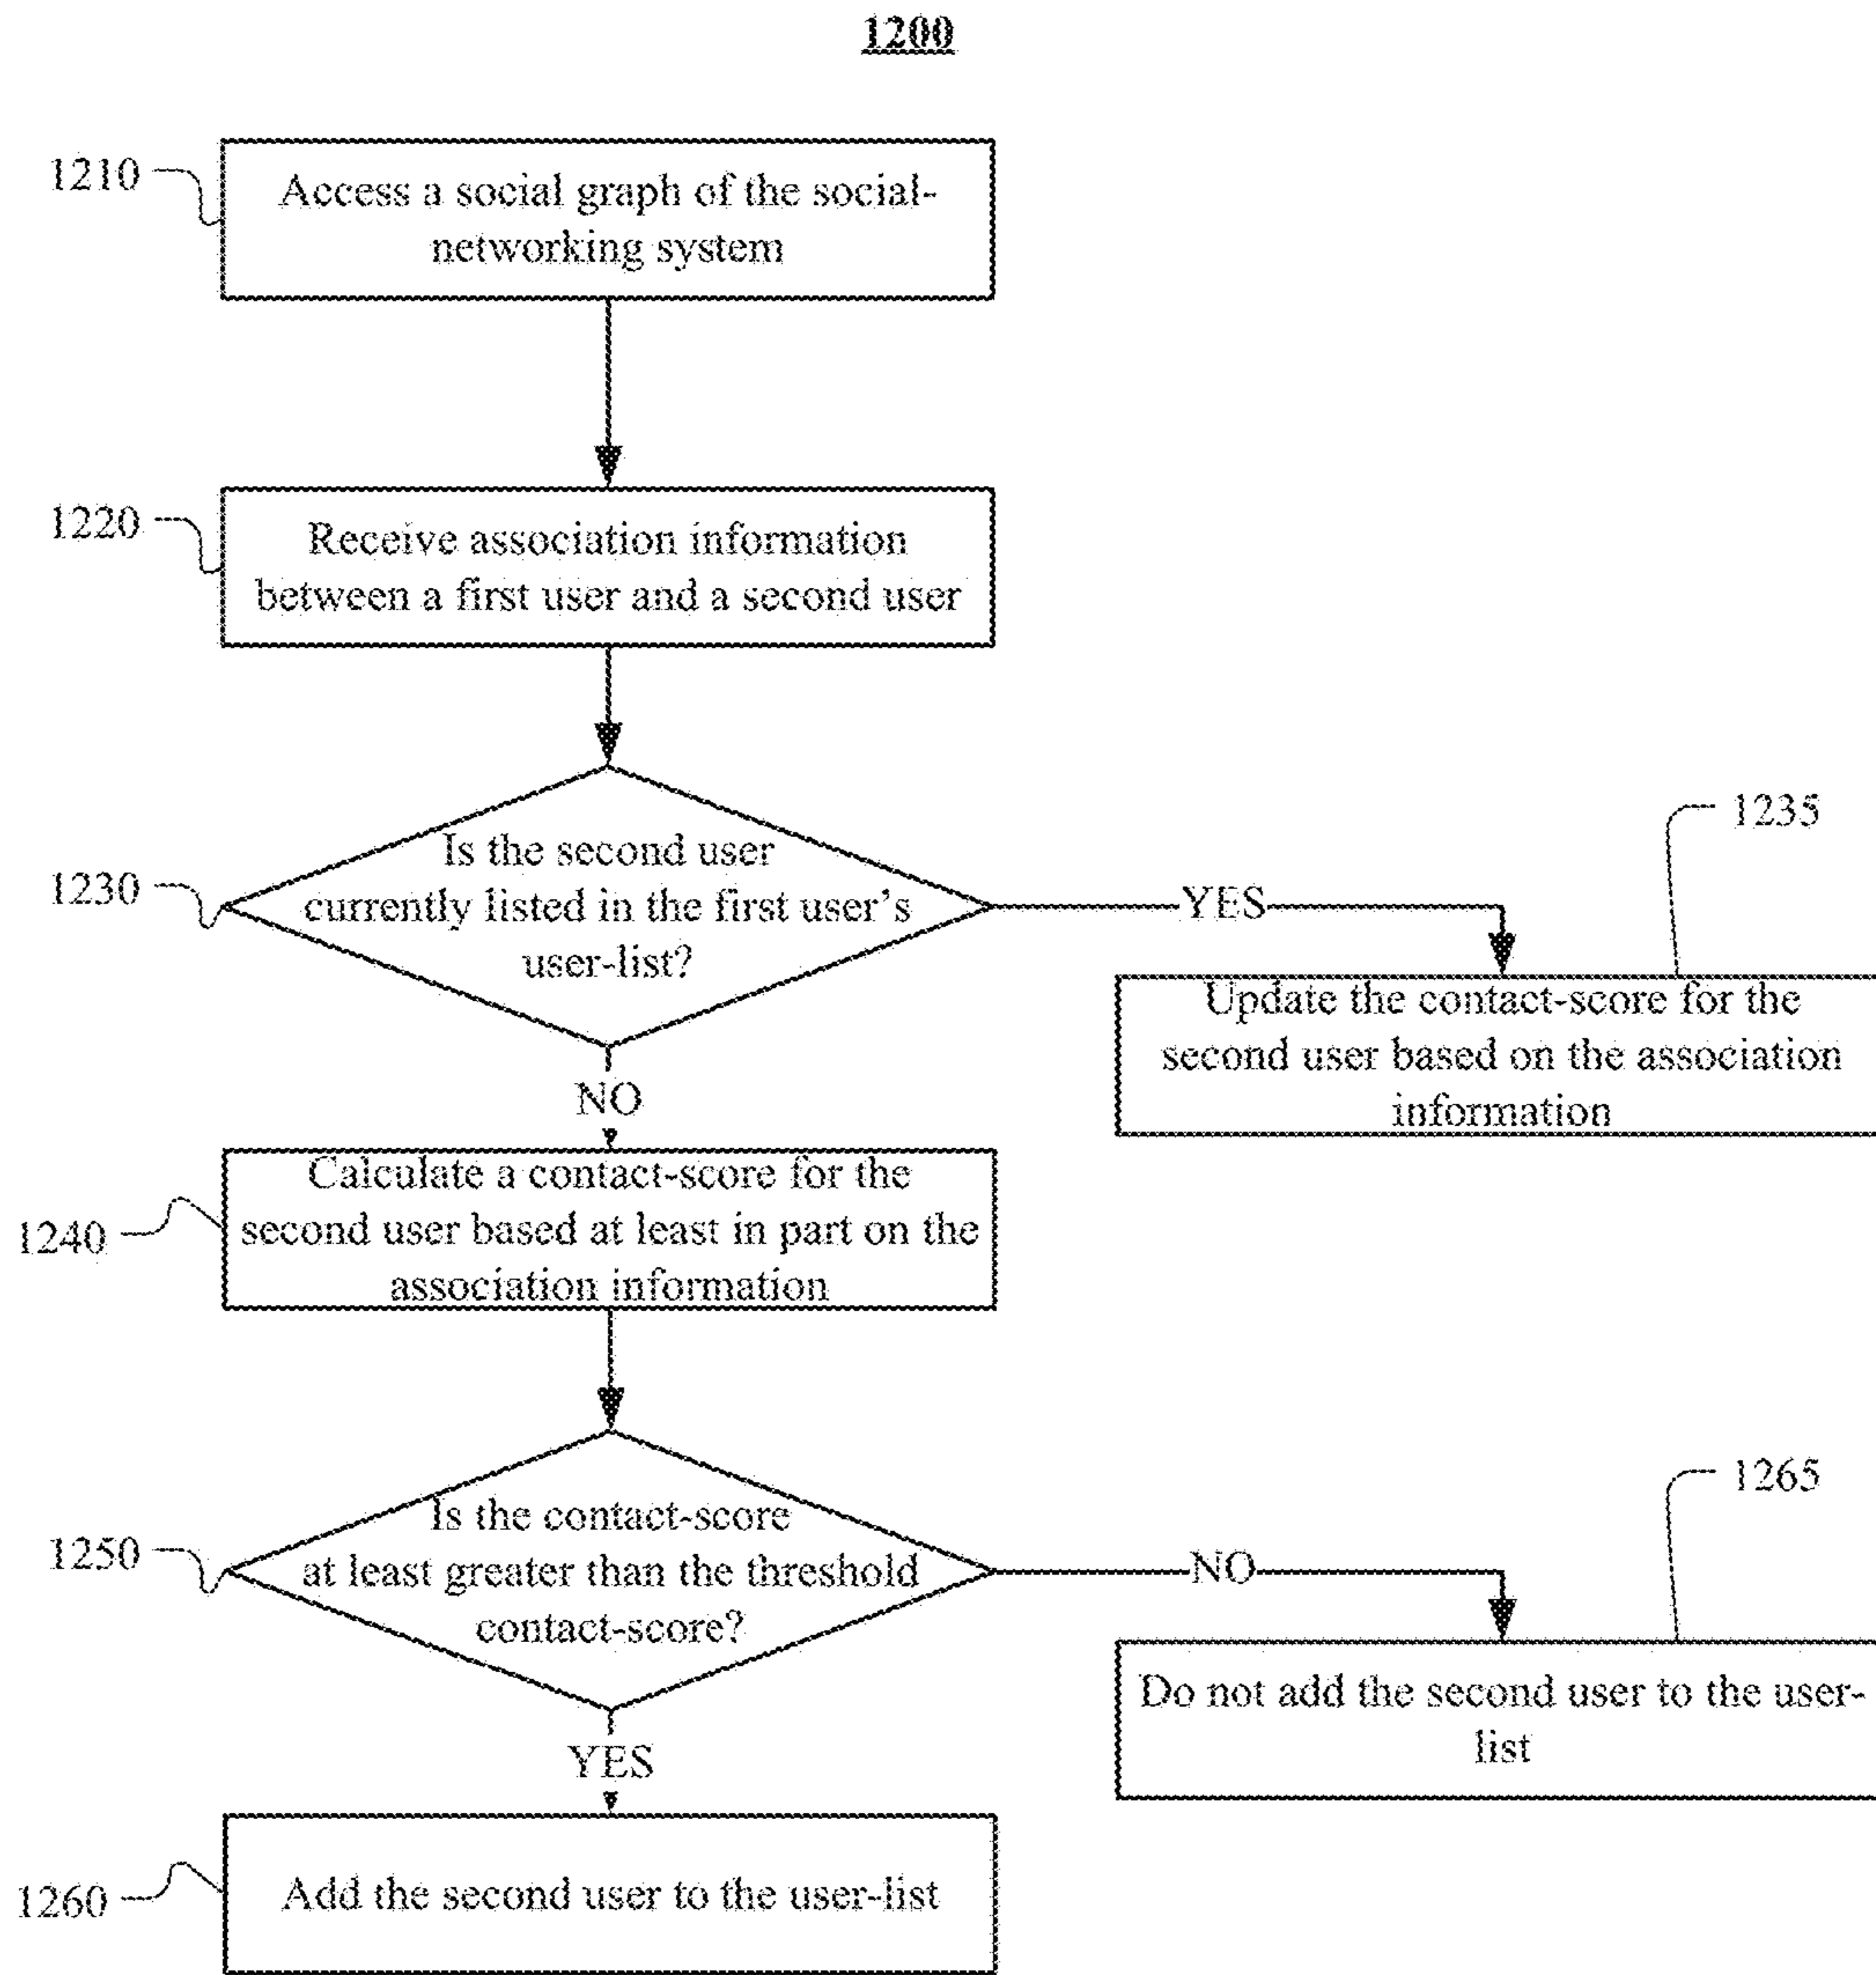 1200
1210
Access a social graph of the social-
networking system
1220
Receive association information
between a first user and a second user
1230
Is the second user
currently listed in the first user's
user-list?
YES
1235
Update the contact-score for the
second user based on the association
information
NO
1240
Calculate a contact-score for the
second user based at least in part on the
association information
1250
Is the contact-score
at least greater than the threshold
contact-score?
NO
1265
Do not add the second user to the user-
list
YES
1260
Add the second user to the user-list